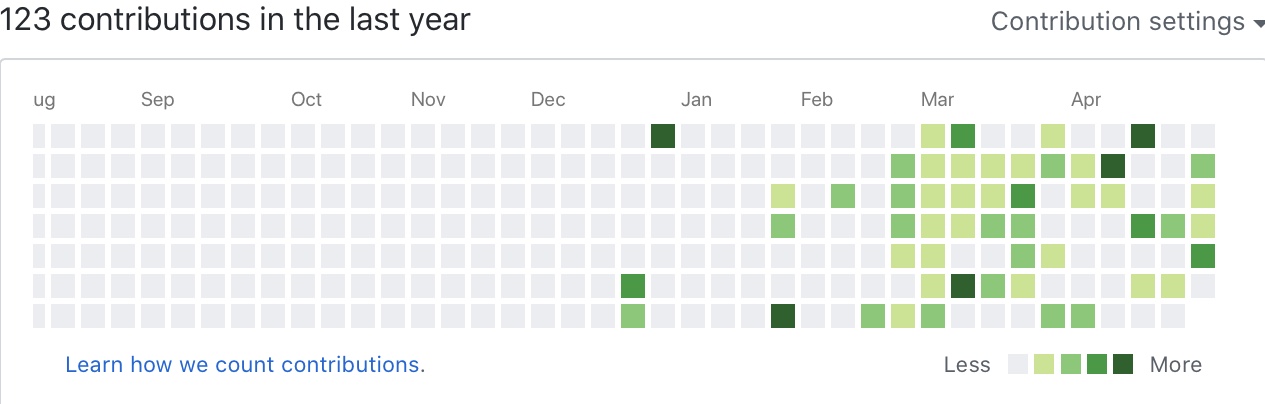 123 contributions in the last year
Contribution settings
ug Sep Oct Nov Dec Jan Feb Mar Apr
Learn how we count contributions.
Less More